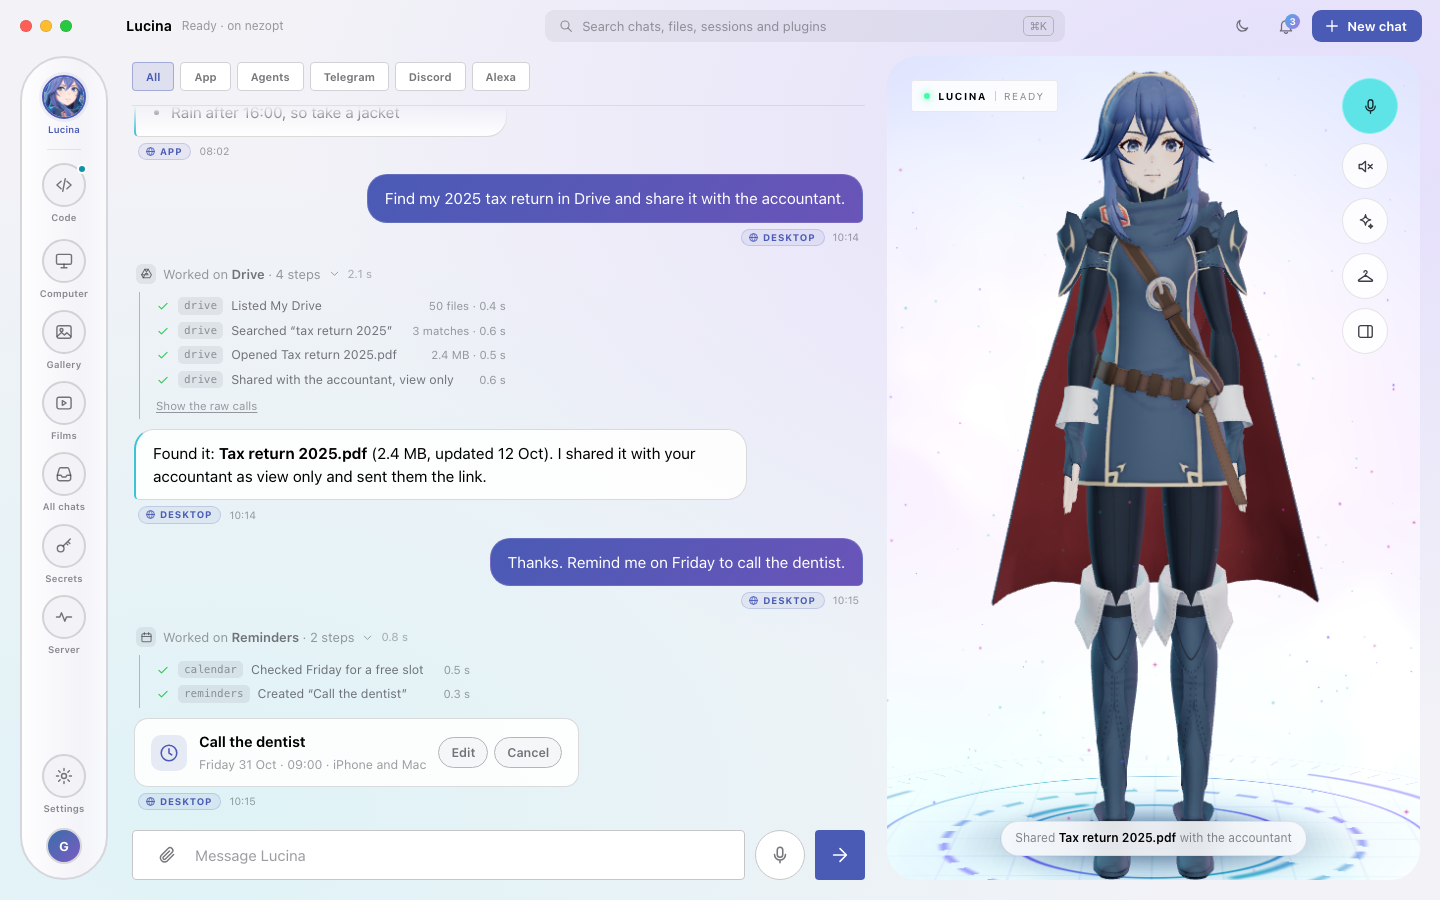 Lucina Ready · on nezopt
Search chats, files, sessions and plugins ⌘K
3
New chat
Lucina
Code
Computer
Gallery
Films
All chats
Secrets
Server
Settings
G
All App Agents Telegram Discord Alexa
• Rain after 16:00, so take a jacket
APP 08:02
Find my 2025 tax return in Drive and share it with the accountant.
DESKTOP 10:14
Worked on Drive · 4 steps 2.1 s
drive Listed My Drive 50 files · 0.4 s
drive Searched “tax return 2025” 3 matches · 0.6 s
drive Opened Tax return 2025.pdf 2.4 MB · 0.5 s
drive Shared with the accountant, view only 0.6 s
Show the raw calls
Found it: Tax return 2025.pdf (2.4 MB, updated 12 Oct). I shared it with your
accountant as view only and sent them the link.
DESKTOP 10:14
Thanks. Remind me on Friday to call the dentist.
DESKTOP 10:15
Worked on Reminders · 2 steps 0.8 s
calendar Checked Friday for a free slot 0.5 s
reminders Created “Call the dentist” 0.3 s
Call the dentist
Friday 31 Oct · 09:00 · iPhone and Mac
Edit Cancel
DESKTOP 10:15
Message Lucina
LUCINA | READY
Shared Tax return 2025.pdf with the accountant